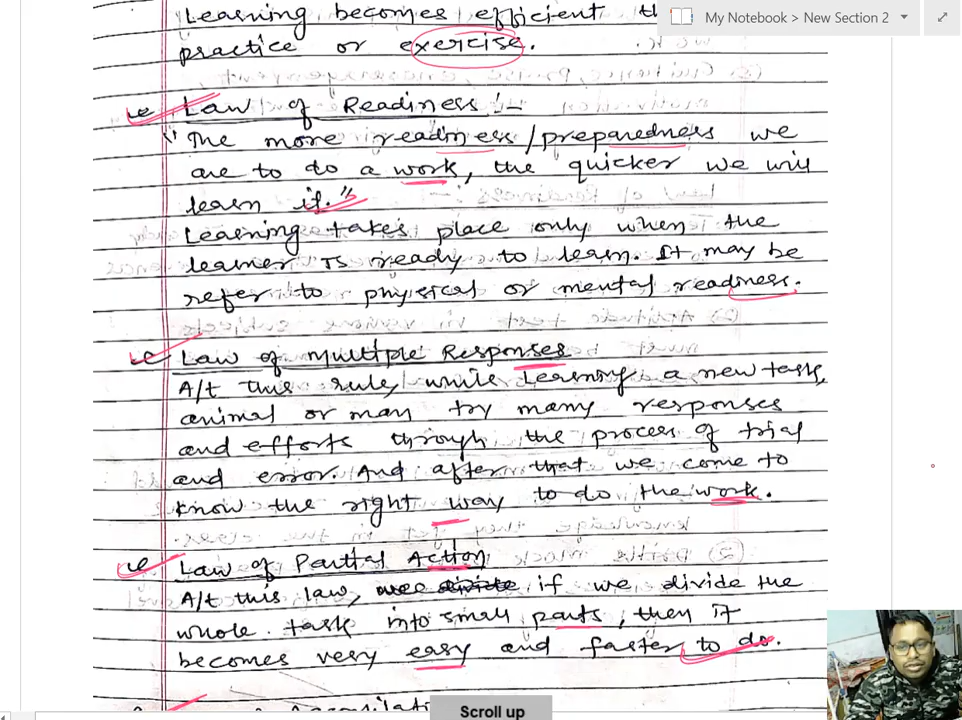 Learning becomes efficient th
My Notebook > New Section 2
practice or exercise.
Law of Readiness :-
"The more readiness/preparedness we
are to do a work, the quicker we will
learn it."
Learning takes place only when the
learner is ready to learn. It may be
refer to physical or mental readiness.
Law of Multiple Responses
A/t this rule, while learning a new task,
animal or man try many responses
and efforts through the process of trial
and error. And after that we come to
know the right way to do the work.
Law of Partial Action
A/t this law, we divide if we divide the
whole task into small parts, then it
becomes very easy and faster to do.
Scroll up